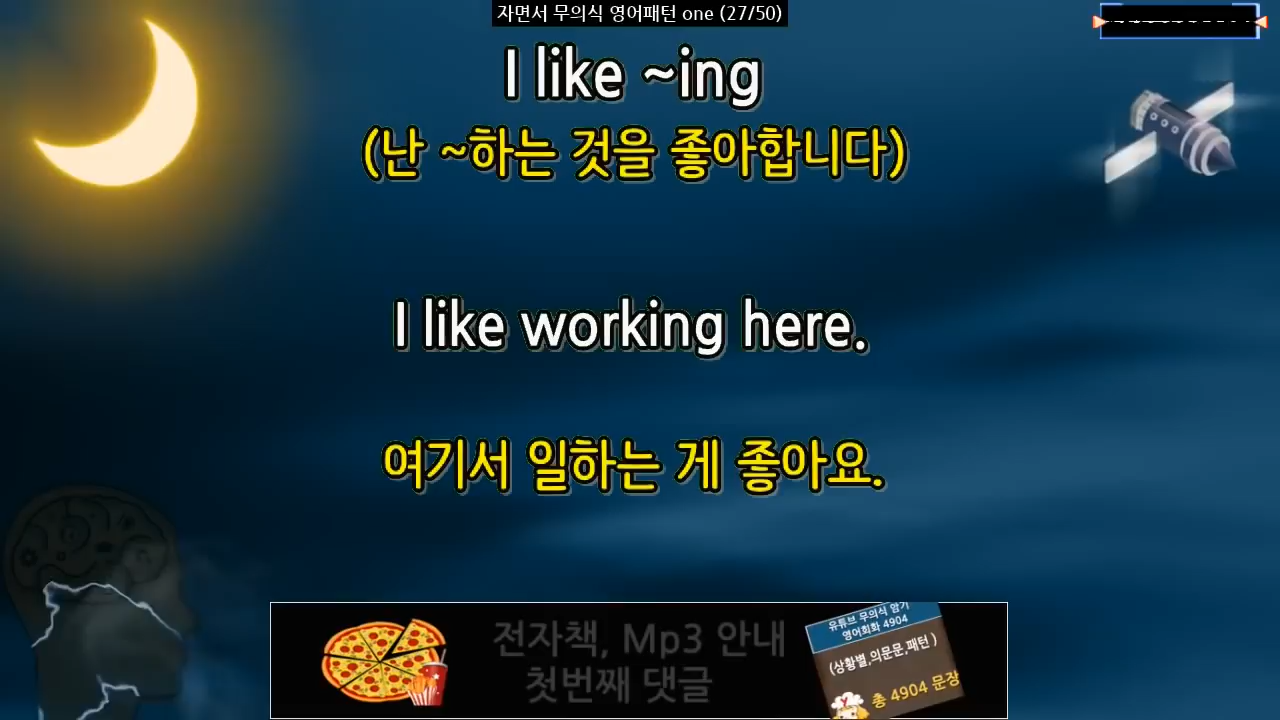 자면서 무의식 영어패턴 one (27/50)
I like ~ing
(난 ~하는 것을 좋아합니다)
I like working here.
여기서 일하는 게 좋아요.
전자책, Mp3 안내
첫번째 댓글
유튜브 무의식 암기
영어회화 4904
(상황별,의문문,패턴 )
총 4904 문장